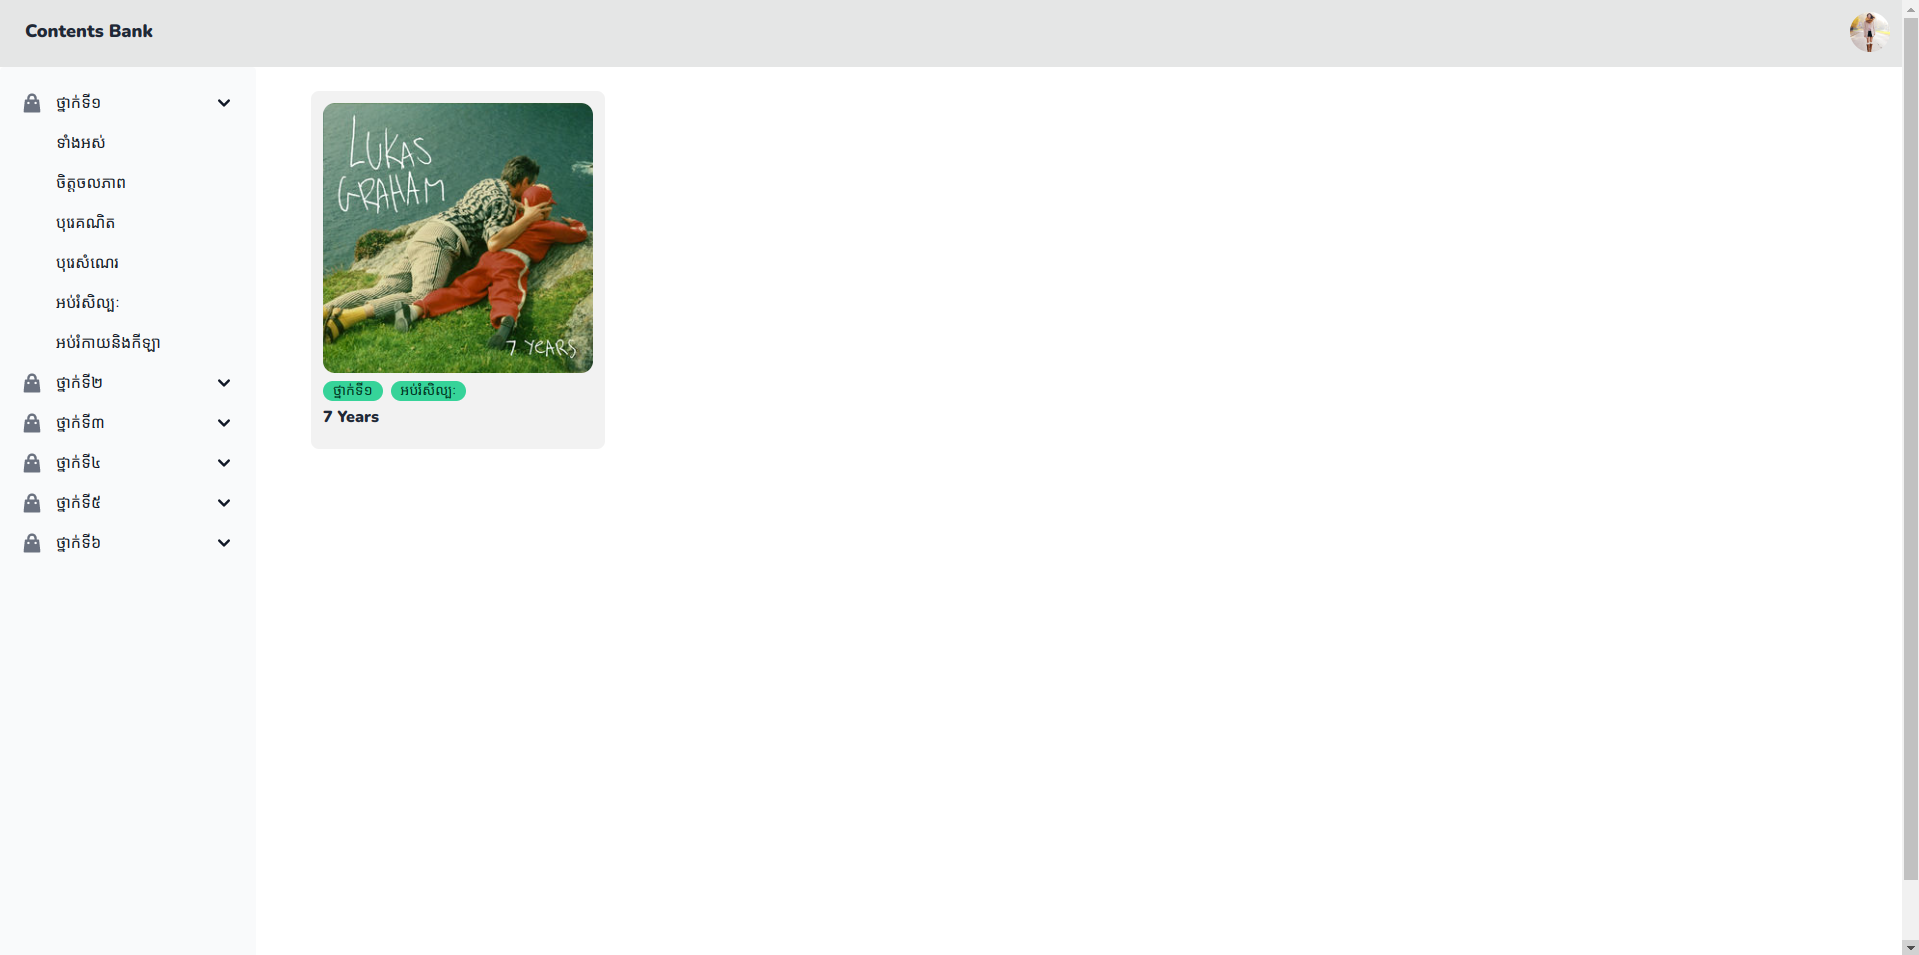 Contents Bank
ថ្នាក់ទី១
ទាំងអស់
ចិត្តចលភាព
បុរេគណិត
បុរេសំណេរ
អប់រំសិល្បៈ
អប់រំកាយនិងកីឡា
ថ្នាក់ទី២
ថ្នាក់ទី៣
ថ្នាក់ទី៤
ថ្នាក់ទី៥
ថ្នាក់ទី៦
LUKAS
GRAHAM
7 YEARS
ថ្នាក់ទី១ អប់រំសិល្បៈ
7 Years